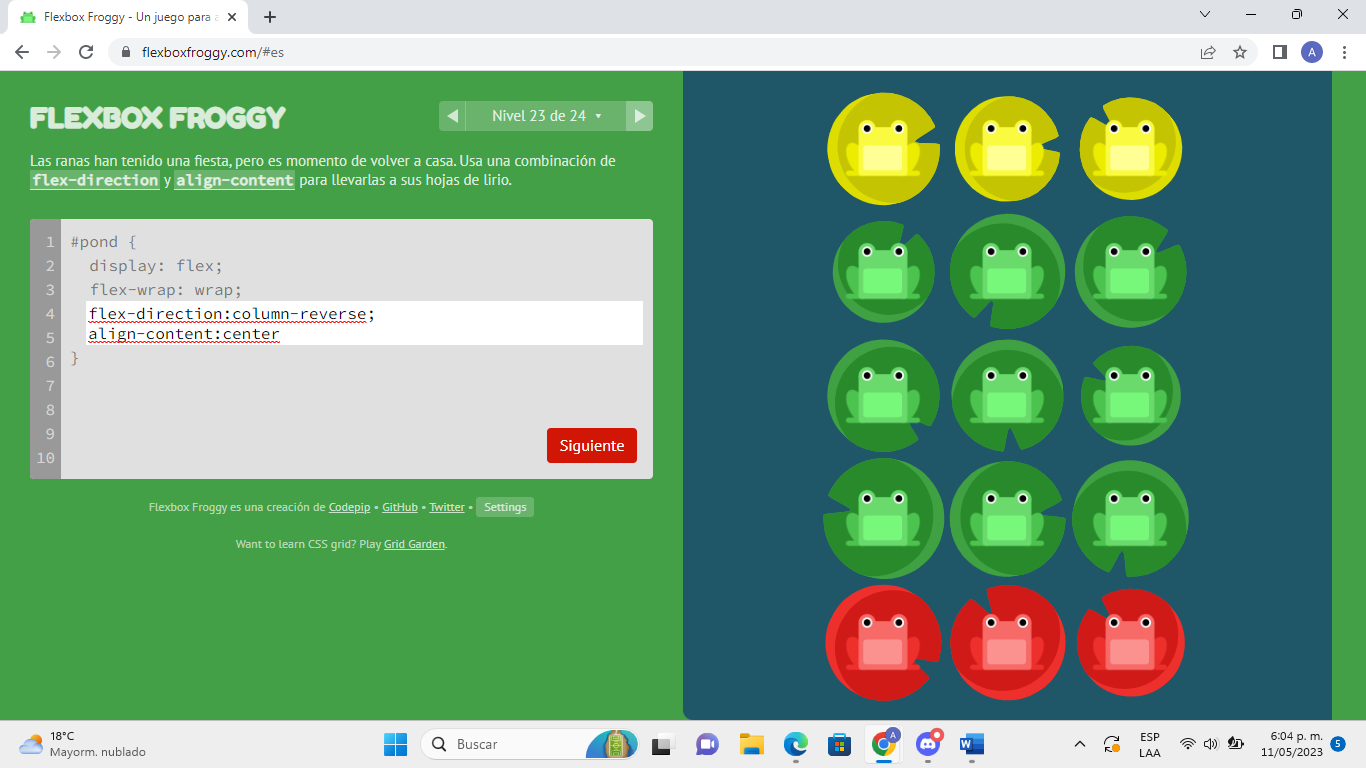 Flexbox Froggy - Un juego para a
flexboxfroggy.com/#es
A
FLEXBOX FROGGY
◀ Nivel 23 de 24 ▾ ▶
Las ranas han tenido una fiesta, pero es momento de volver a casa. Usa una combinación de
flex-direction y align-content para llevarlas a sus hojas de lirio.
1 #pond {
2 display: flex;
3 flex-wrap: wrap;
4 flex-direction:column-reverse;
5 align-content:center
6 }
7
8
9
10
Siguiente
Flexbox Froggy es una creación de Codepip • GitHub • Twitter • Settings
Want to learn CSS grid? Play Grid Garden.
18°C
Mayorm. nublado
Buscar
A
W
ESP
LAA
6:04 p. m.
11/05/2023
5